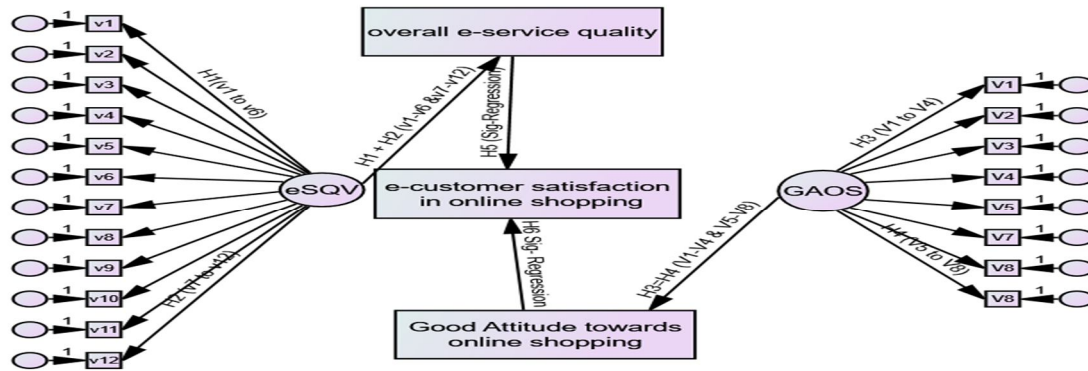 1 v1
1 v2
1 v3
1 v4
1 v5
1 v6
1 v7
1 v8
1 v9
1 v10
1 v11
1 v12
H1(v1 to v6)
H2 (v7 to v12)
eSQV
H1 + H2 (v1-v6 &v7-v12)
overall e-service quality
H5 (Sig-Regression)
e-customer satisfaction
in online shopping
H6 Sig- Regression
Good Attitude towards
online shopping
H3=H4 (V1-V4 & V5-V8)
GAOS
H3 (V1 to V4)
H4 (V5 to V8)
V1 1
V2 1
V3 1
V4 1
V5 1
V7 1
V8 1
V8 1